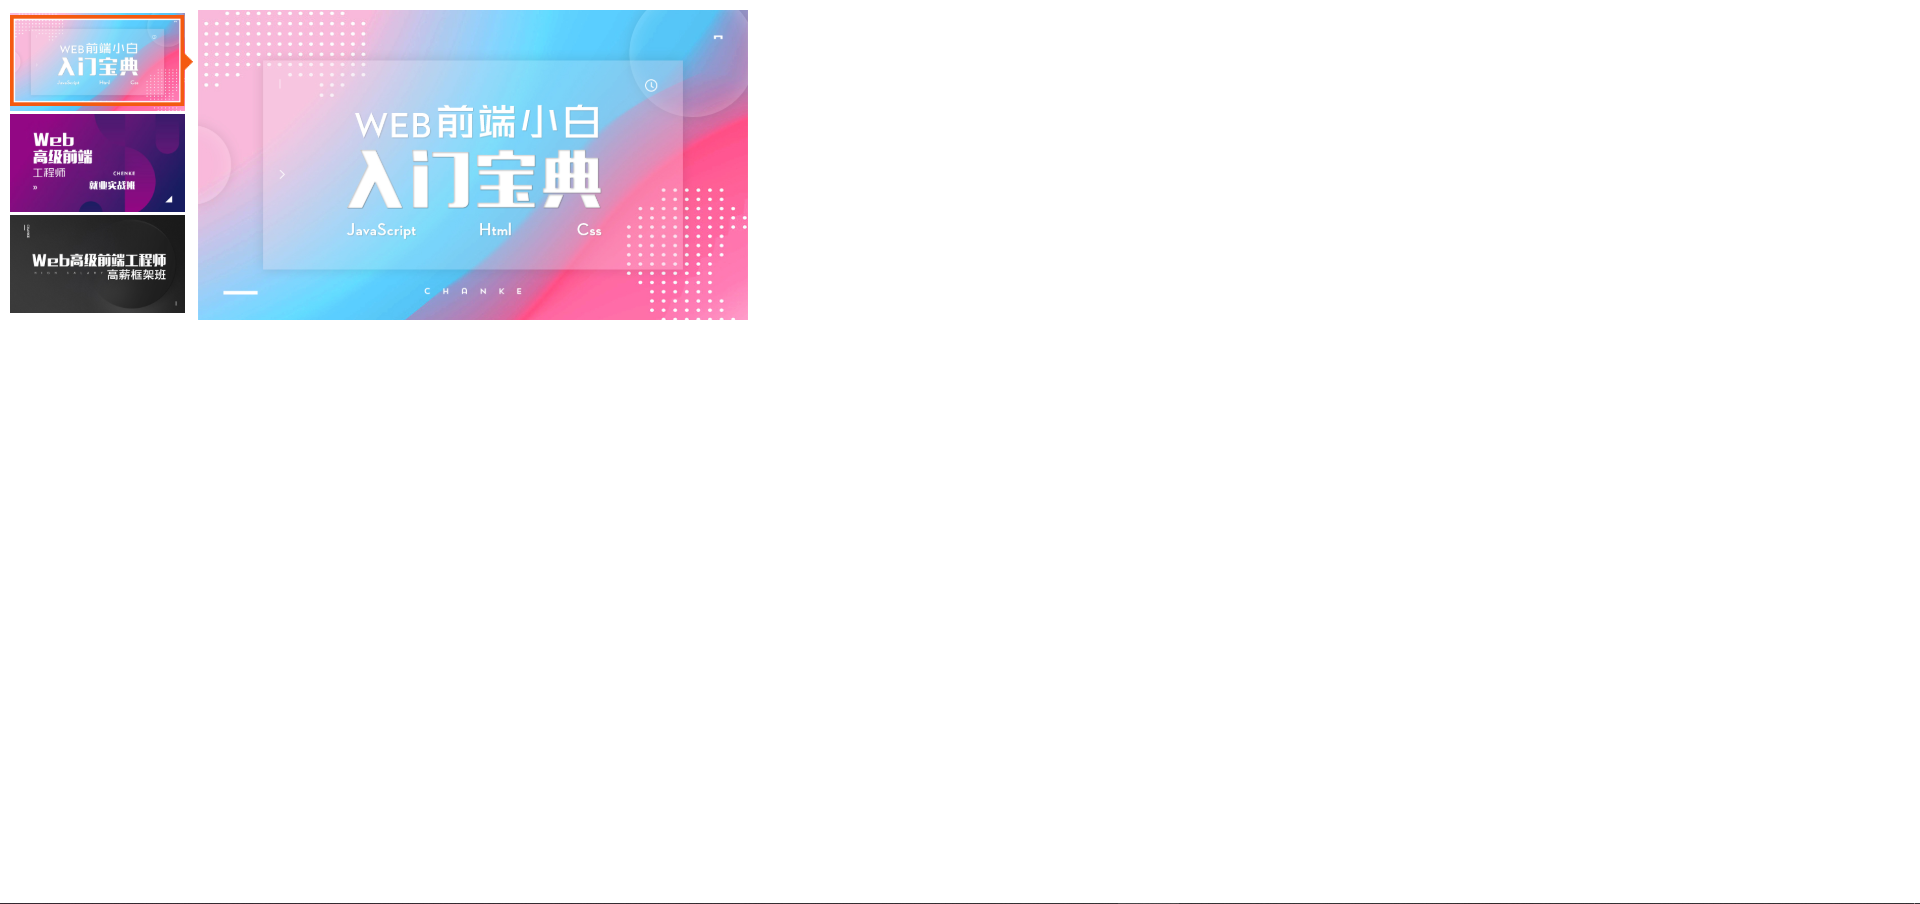 WEB前端小白
入门宝典
JavaScript Html Css
Web
高级前端
工程师
CHANKE
就业实战班
Web高级前端工程师
高薪框架班
WEB前端小白
入门宝典
JavaScript Html Css
CHANKE